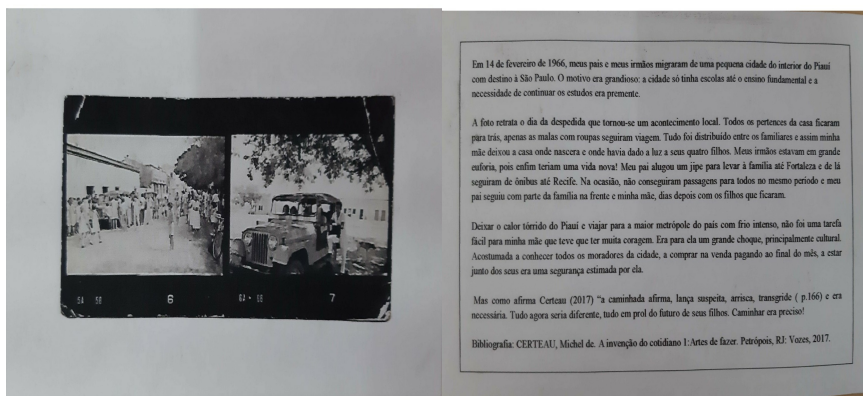 5A 58
6
6A • 58
7
Em 14 de fevereiro de 1966, meus pais e meus irmãos migraram de uma pequena cidade do interior do Piauí
com destino à São Paulo. O motivo era grandioso: a cidade só tinha escolas até o ensino fundamental e a
necessidade de continuar os estudos era premente.
A foto retrata o dia da despedida que tornou-se um acontecimento local. Todos os pertences da casa ficaram
para trás, apenas as malas com roupas seguiram viagem. Tudo foi distribuído entre os familiares e assim minha
mãe deixou a casa onde nascera e onde havia dado a luz a seus quatro filhos. Meus irmãos estavam em grande
euforia, pois enfim teriam uma vida nova! Meu pai alugou um jipe para levar à família até Fortaleza e de lá
seguiram de ônibus até Recife. Na ocasião, não conseguiram passagens para todos no mesmo período e meu
pai seguiu com parte da família na frente e minha mãe, dias depois com os filhos que ficaram.
Deixar o calor tórrido do Piauí e viajar para a maior metrópole do país com frio intenso, não foi uma tarefa
fácil para minha mãe que teve que ter muita coragem. Era para ela um grande choque, principalmente cultural.
Acostumada a conhecer todos os moradores da cidade, a comprar na venda pagando ao final do mês, a estar
junto dos seus era uma segurança estimada por ela.
Mas como afirma Certeau (2017) “a caminhada afirma, lança suspeita, arrisca, transgride ( p.166) e era
necessária. Tudo agora seria diferente, tudo em prol do futuro de seus filhos. Caminhar era preciso!
Bibliografia: CERTEAU, Michel de. A invenção do cotidiano 1:Artes de fazer. Petrópois, RJ: Vozes, 2017.